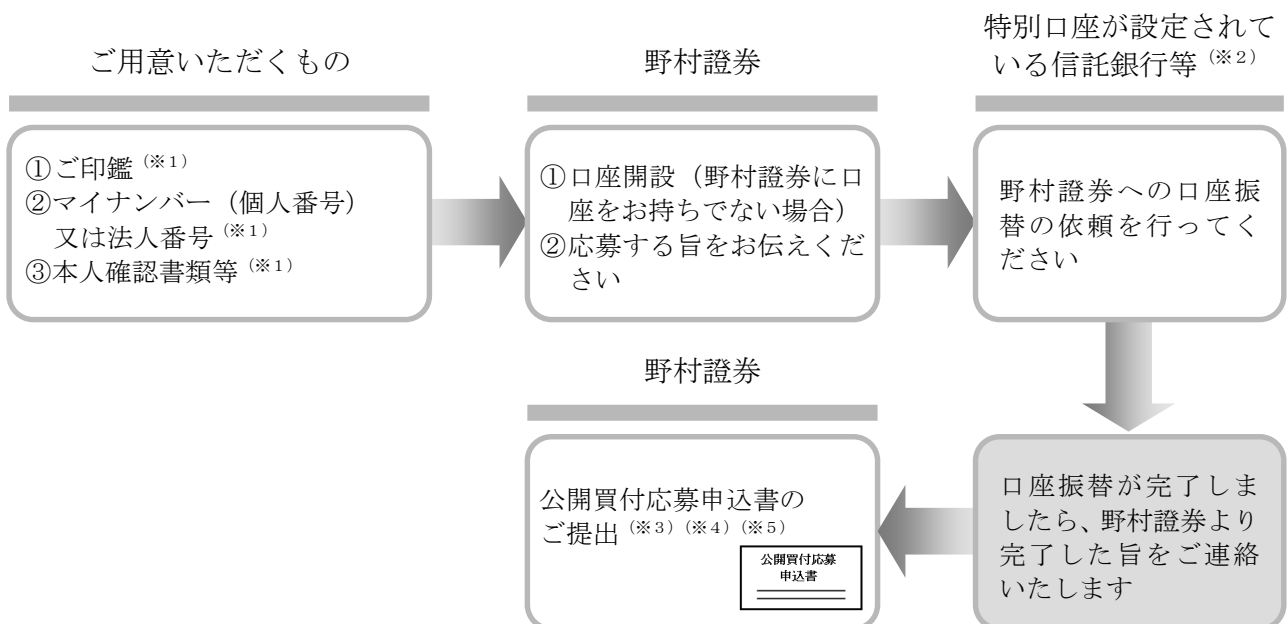 ご用意いただくもの
①ご印鑑（※１）
②マイナンバー（個人番号）
又は法人番号（※１）
③本人確認書類等（※１）
野村證券
①口座開設（野村證券に口
座をお持ちでない場合）
②応募する旨をお伝えくだ
さい
特別口座が設定されて
いる信託銀行等（※２）
野村證券への口座振
替の依頼を行ってく
ださい
口座振替が完了しま
したら、野村證券より
完了した旨をご連絡
いたします
野村證券
公開買付応募申込書の
ご提出（※３）（※４）（※５）
公開買付応募
申込書